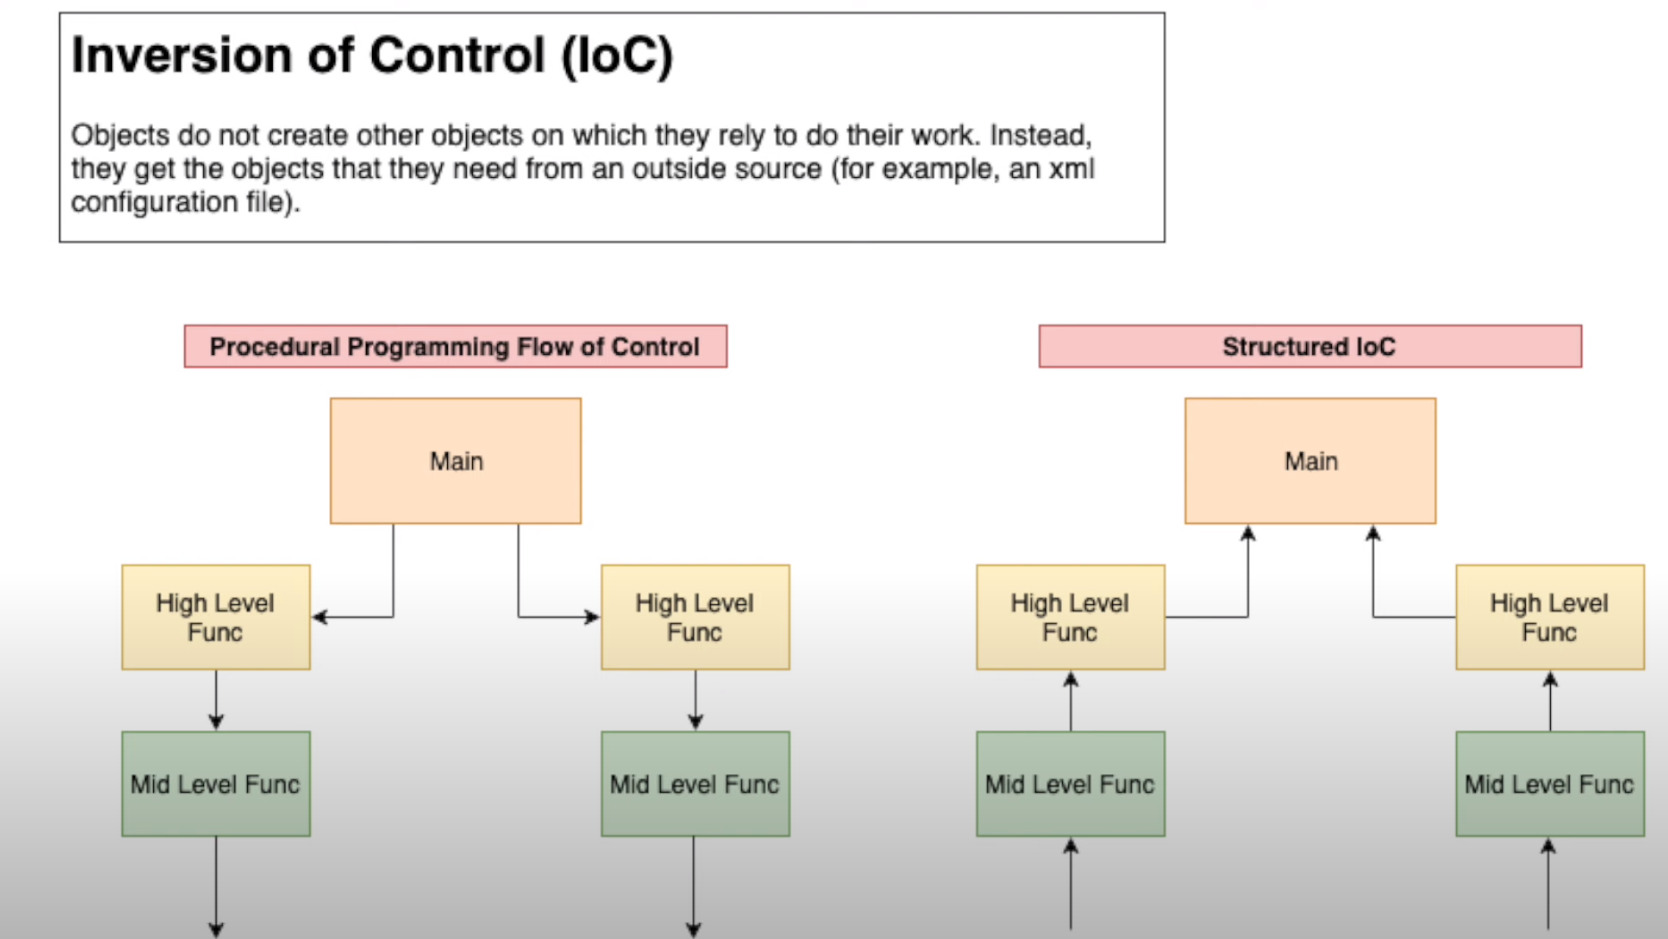 Inversion of Control (IoC)
Objects do not create other objects on which they rely to do their work. Instead,
they get the objects that they need from an outside source (for example, an xml
configuration file).
Procedural Programming Flow of Control
Structured IoC
Main
Main
High Level
Func
High Level
Func
High Level
Func
High Level
Func
Mid Level Func
Mid Level Func
Mid Level Func
Mid Level Func